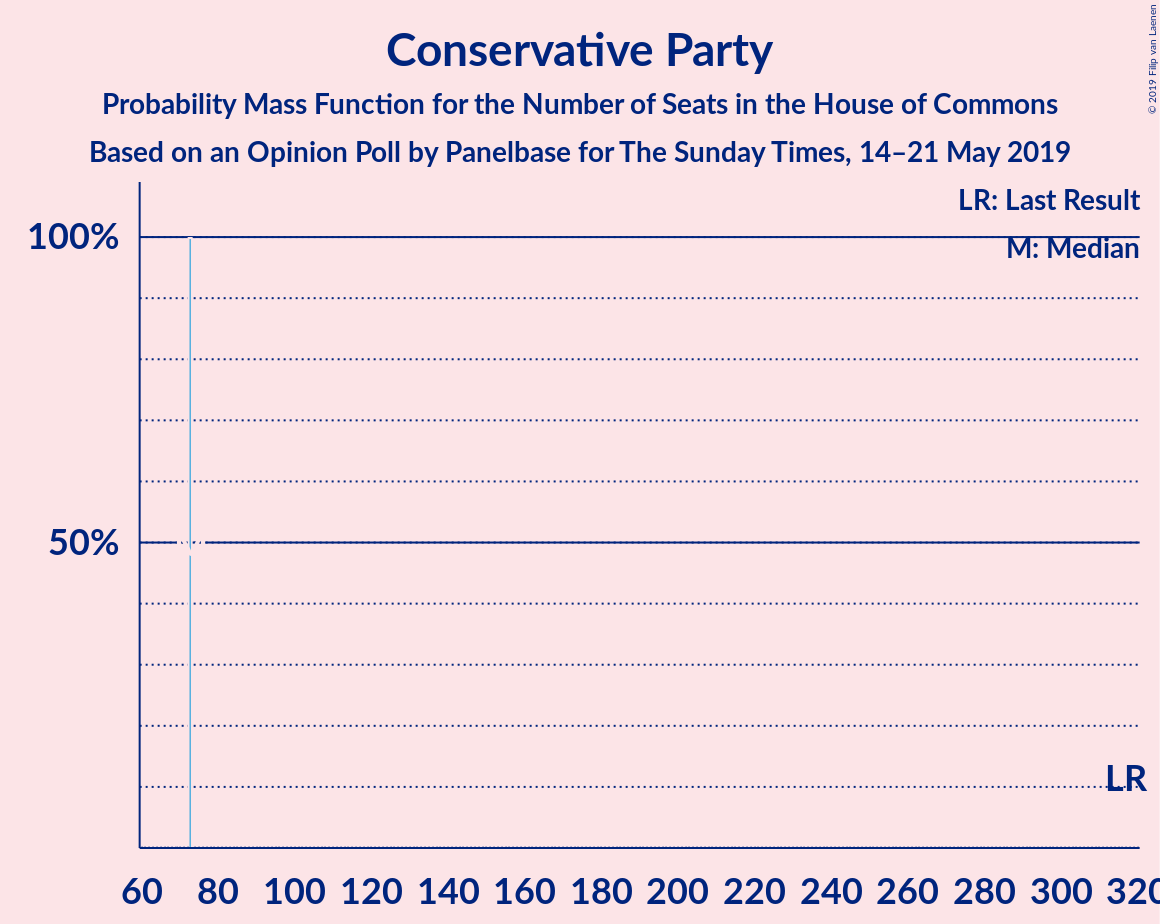 Conservative Party
Probability Mass Function for the Number of Seats in the House of Commons
Based on an Opinion Poll by Panelbase for The Sunday Times, 14–21 May 2019
© 2019 Filip van Laenen
LR: Last Result
M: Median
100%
50%
M
LR
60 80 100 120 140 160 180 200 220 240 260 280 300 320